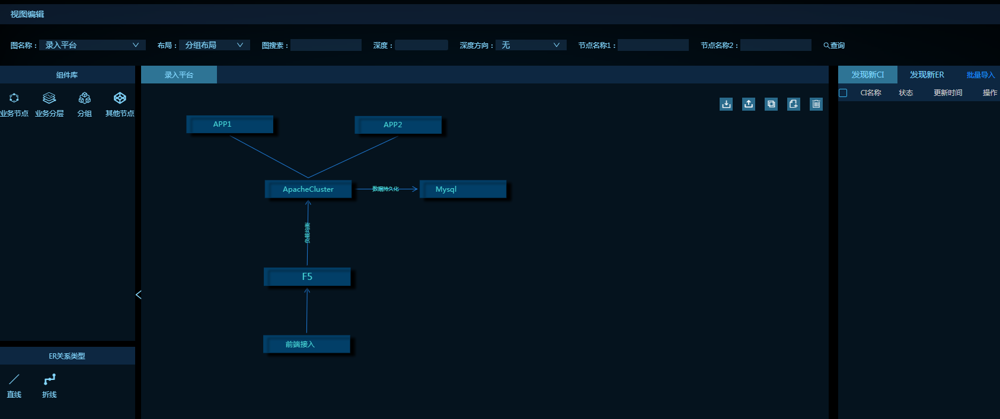 视图编辑
图名称： 录入平台 布局： 分组布局 图搜索： 深度： 深度方向： 无 节点名称1： 节点名称2： 查询
组件库
业务节点 业务分层 分组 其他节点
ER关系类型
直线 折线
录入平台
APP1 APP2
ApacheCluster 数据持久化 Mysql
负载均衡
F5
前端接入
发现新CI 发现新ER 批量导入
CI名称 状态 更新时间 操作